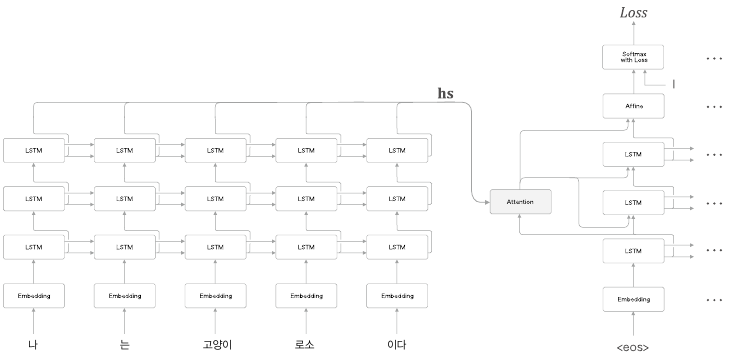 Loss
Softmax
with Loss
I
. . .
hs
Affine
. . .
LSTM LSTM LSTM LSTM LSTM LSTM . . .
LSTM LSTM LSTM LSTM LSTM Attention LSTM . . .
LSTM LSTM LSTM LSTM LSTM LSTM . . .
Embedding Embedding Embedding Embedding Embedding Embedding . . .
나 는 고양이 로소 이다 <eos>